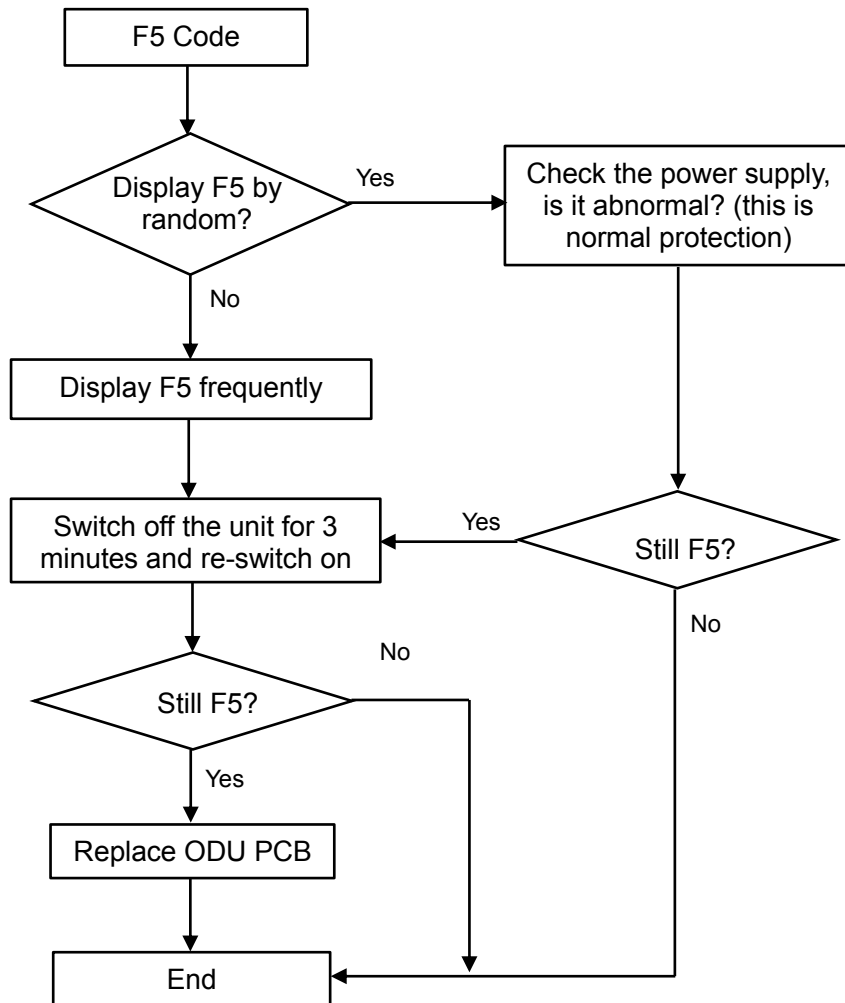 F5 Code
Display F5 by
random?
Yes
Check the power supply,
is it abnormal? (this is
normal protection)
No
Display F5 frequently
Switch off the unit for 3
minutes and re-switch on
Yes
Still F5?
No
No
Still F5?
Yes
Replace ODU PCB
End